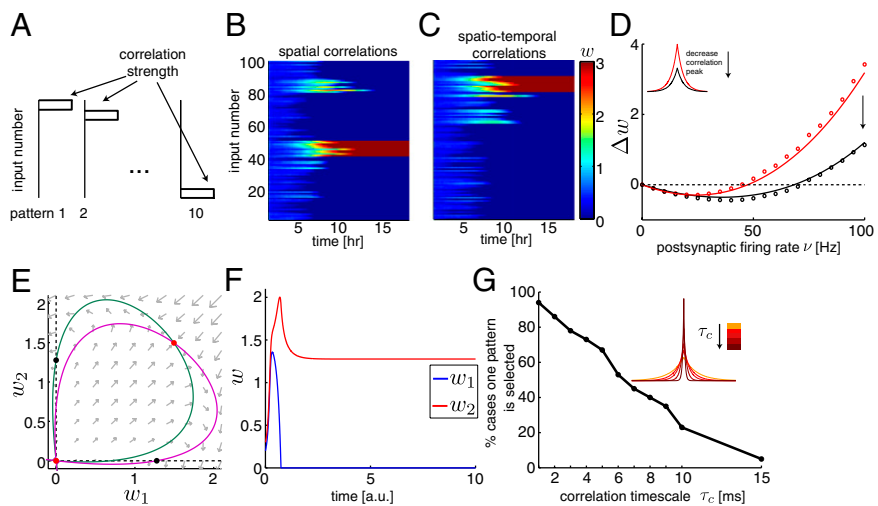 A
correlation
strength
input number
pattern 1
2
...
10
B
spatial correlations
input number
100
80
60
40
20
5
10
15
time [hr]
C
spatio-temporal
correlations
5
10
15
time [hr]
w
3
2
1
0
D
4
2
0
-1
Δw
decrease
correlation
peak
0
50
100
postsynaptic firing rate ν [Hz]
E
2
1.5
1
0.5
0
w2
0
1
2
w1
F
2
1.5
1
0.5
0
w
w1
w2
0
5
10
time [a.u.]
G
100
80
60
40
20
0
% cases one pattern
is selected
τc
2
4
6
8
10
15
correlation timescale τc [ms]